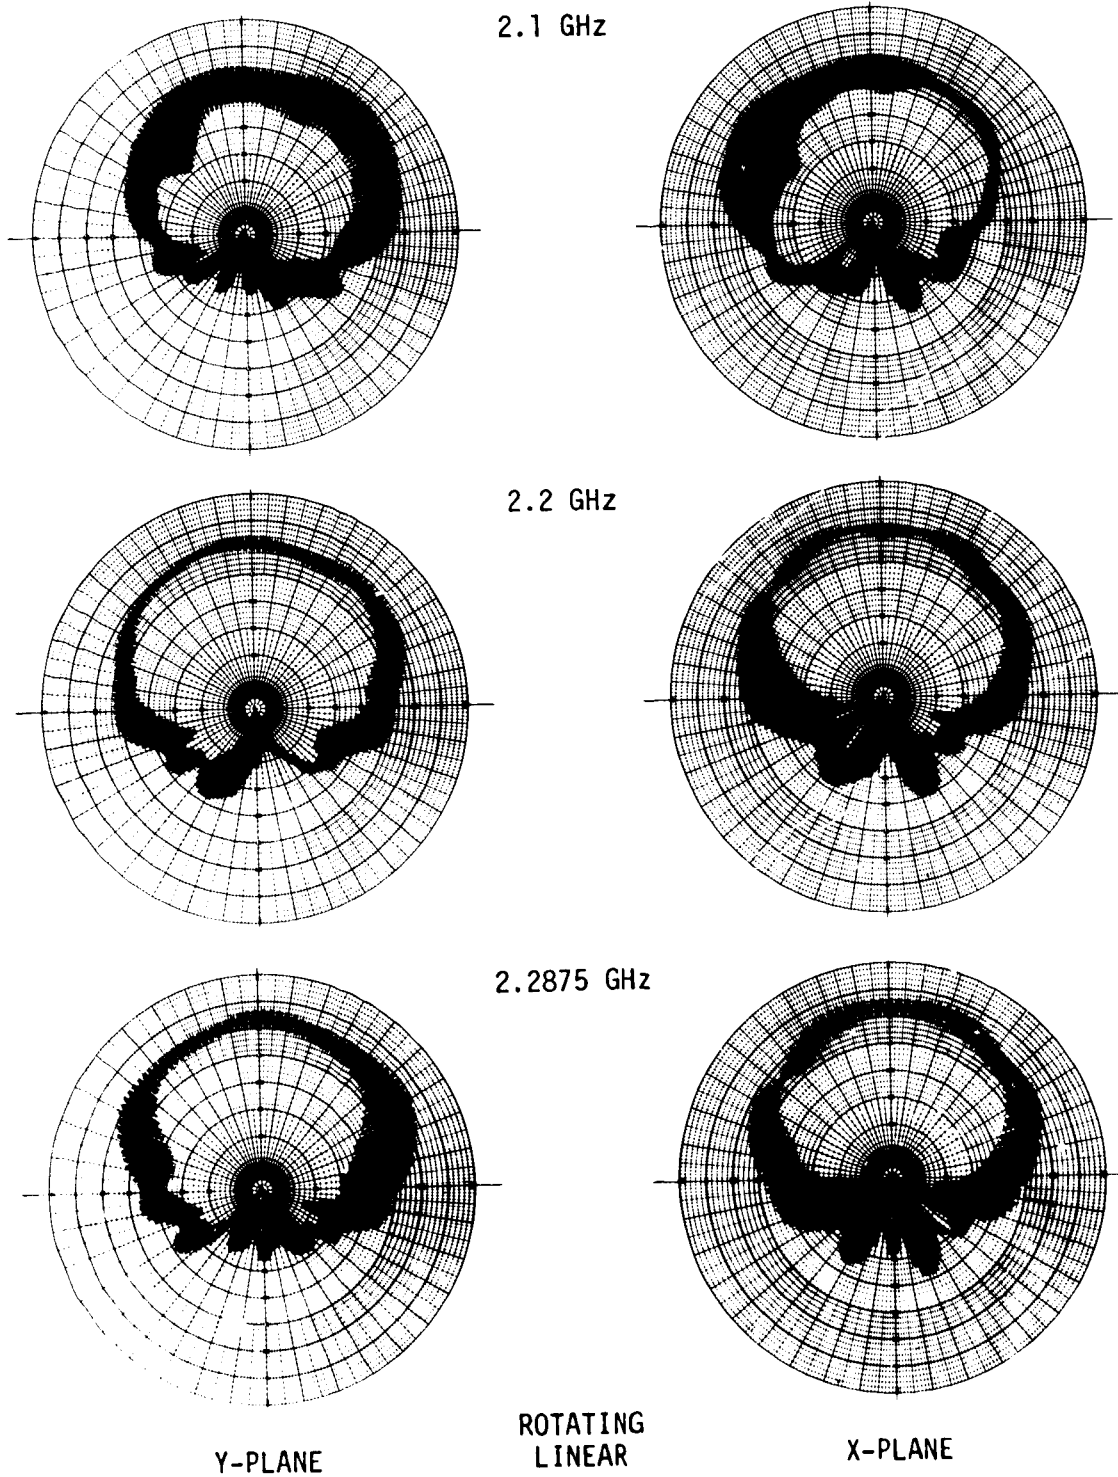 2.1 GHz
2.2 GHz
2.2875 GHz
Y-PLANE
ROTATING
LINEAR
X-PLANE